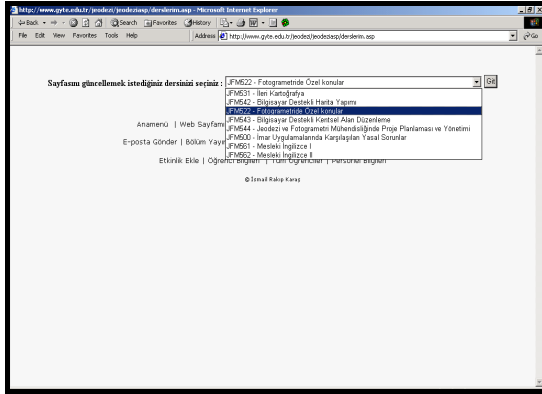 http://www.gyte.edu.tr/jeodezi/jeodeziasp/derslerim.asp - Microsoft Internet Explorer
Back Search Favorites History
File Edit View Favorites Tools Help Address http://www.gyte.edu.tr/jeodezi/jeodeziasp/derslerim.asp Go
Sayfasını güncellemek istediğiniz dersinizi seçiniz : JFM522 - Fotogrametride Özel konular Git
JFM531 - İleri Kartoğrafya
JFM542 - Bilgisayar Destekli Harita Yapımı
JFM522 - Fotogrametride Özel konular
JFM543 - Bilgisayar Destekli Kentsel Alan Düzenleme
JFM544 - Jeodezi ve Fotogrametri Mühendisliğinde Proje Planlaması ve Yönetimi
JFM500 - İmar Uygulamalarında Karşılaşılan Yasal Sorunlar
JFM561 - Mesleki İngilizce I
JFM562 - Mesleki İngilizce II
Anamenü | Web Sayfam
E-posta Gönder | Bölüm Yayın
Etkinlik Ekle | Öğrenci Bilgileri | Tüm Öğrenciler | Personel Bilgileri
© İsmail Rakıp Karaş